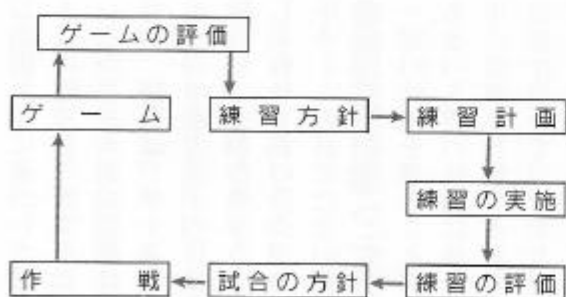 ゲームの評価
ゲーム
練習方針
練習計画
練習の実施
練習の評価
試合の方針
作戦